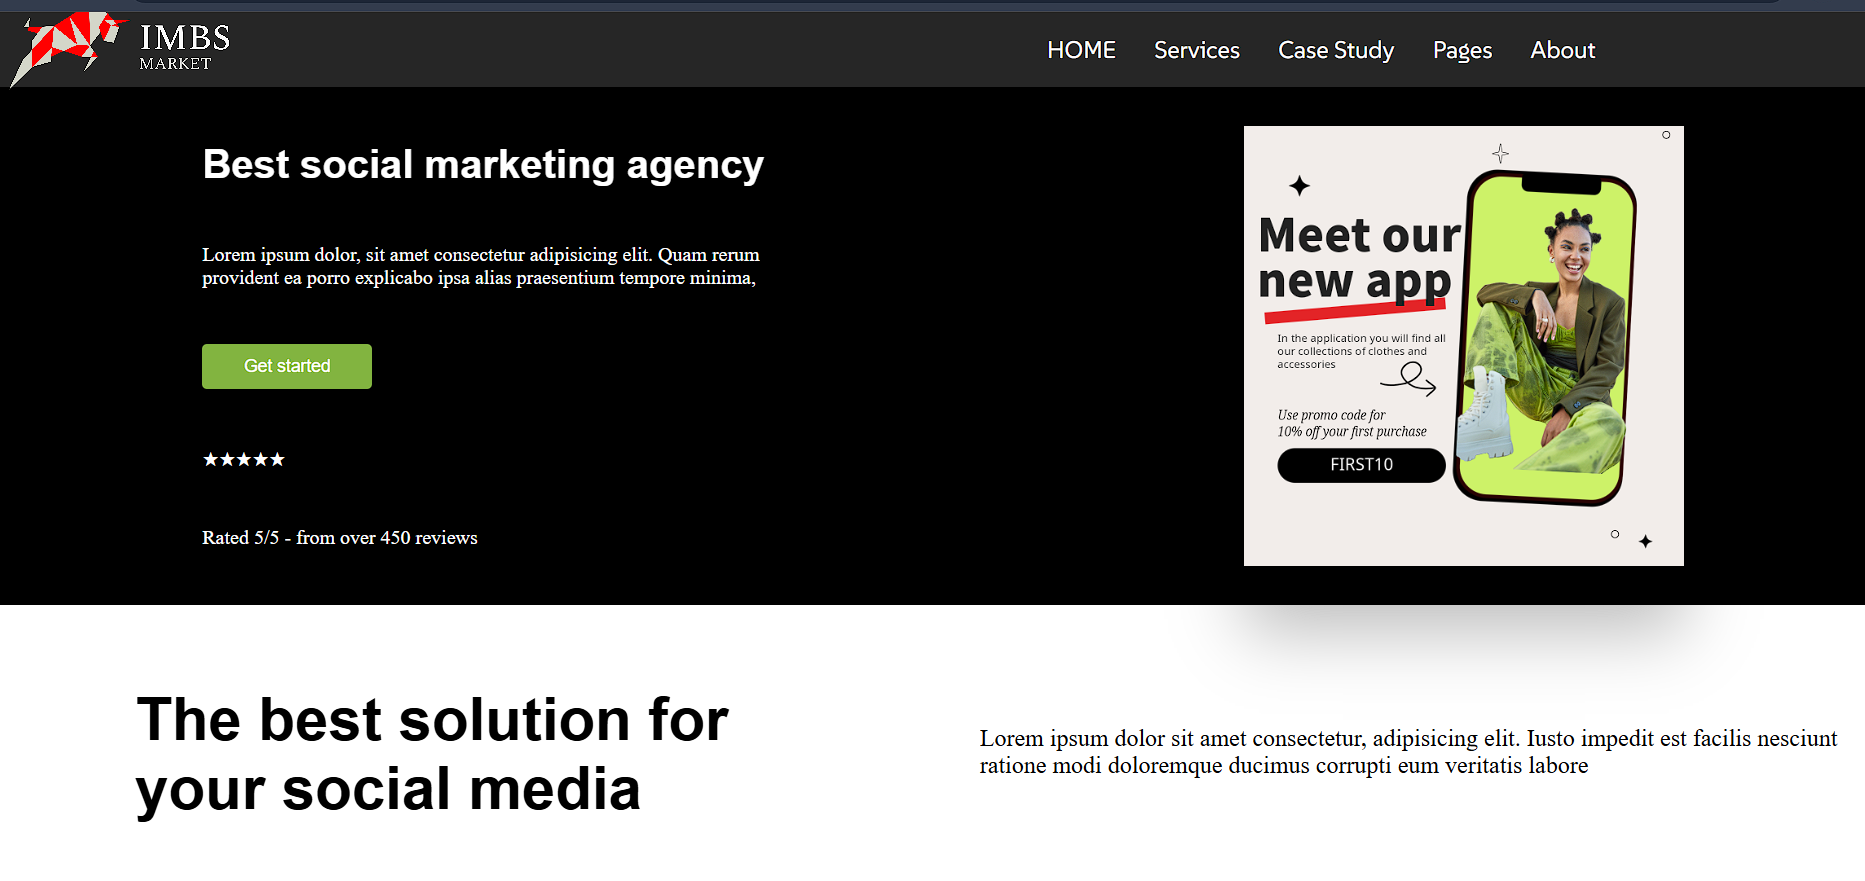 IMBS
MARKET
HOME Services Case Study Pages About
Best social marketing agency
Lorem ipsum dolor, sit amet consectetur adipisicing elit. Quam rerum
provident ea porro explicabo ipsa alias praesentium tempore minima,
Get started
★★★★★
Rated 5/5 - from over 450 reviews
Meet our
new app
In the application you will find all
our collections of clothes and
accessories
Use promo code for
10% off your first purchase
FIRST10
The best solution for
your social media
Lorem ipsum dolor sit amet consectetur, adipisicing elit. Iusto impedit est facilis nesciunt
ratione modi doloremque ducimus corrupti eum veritatis labore